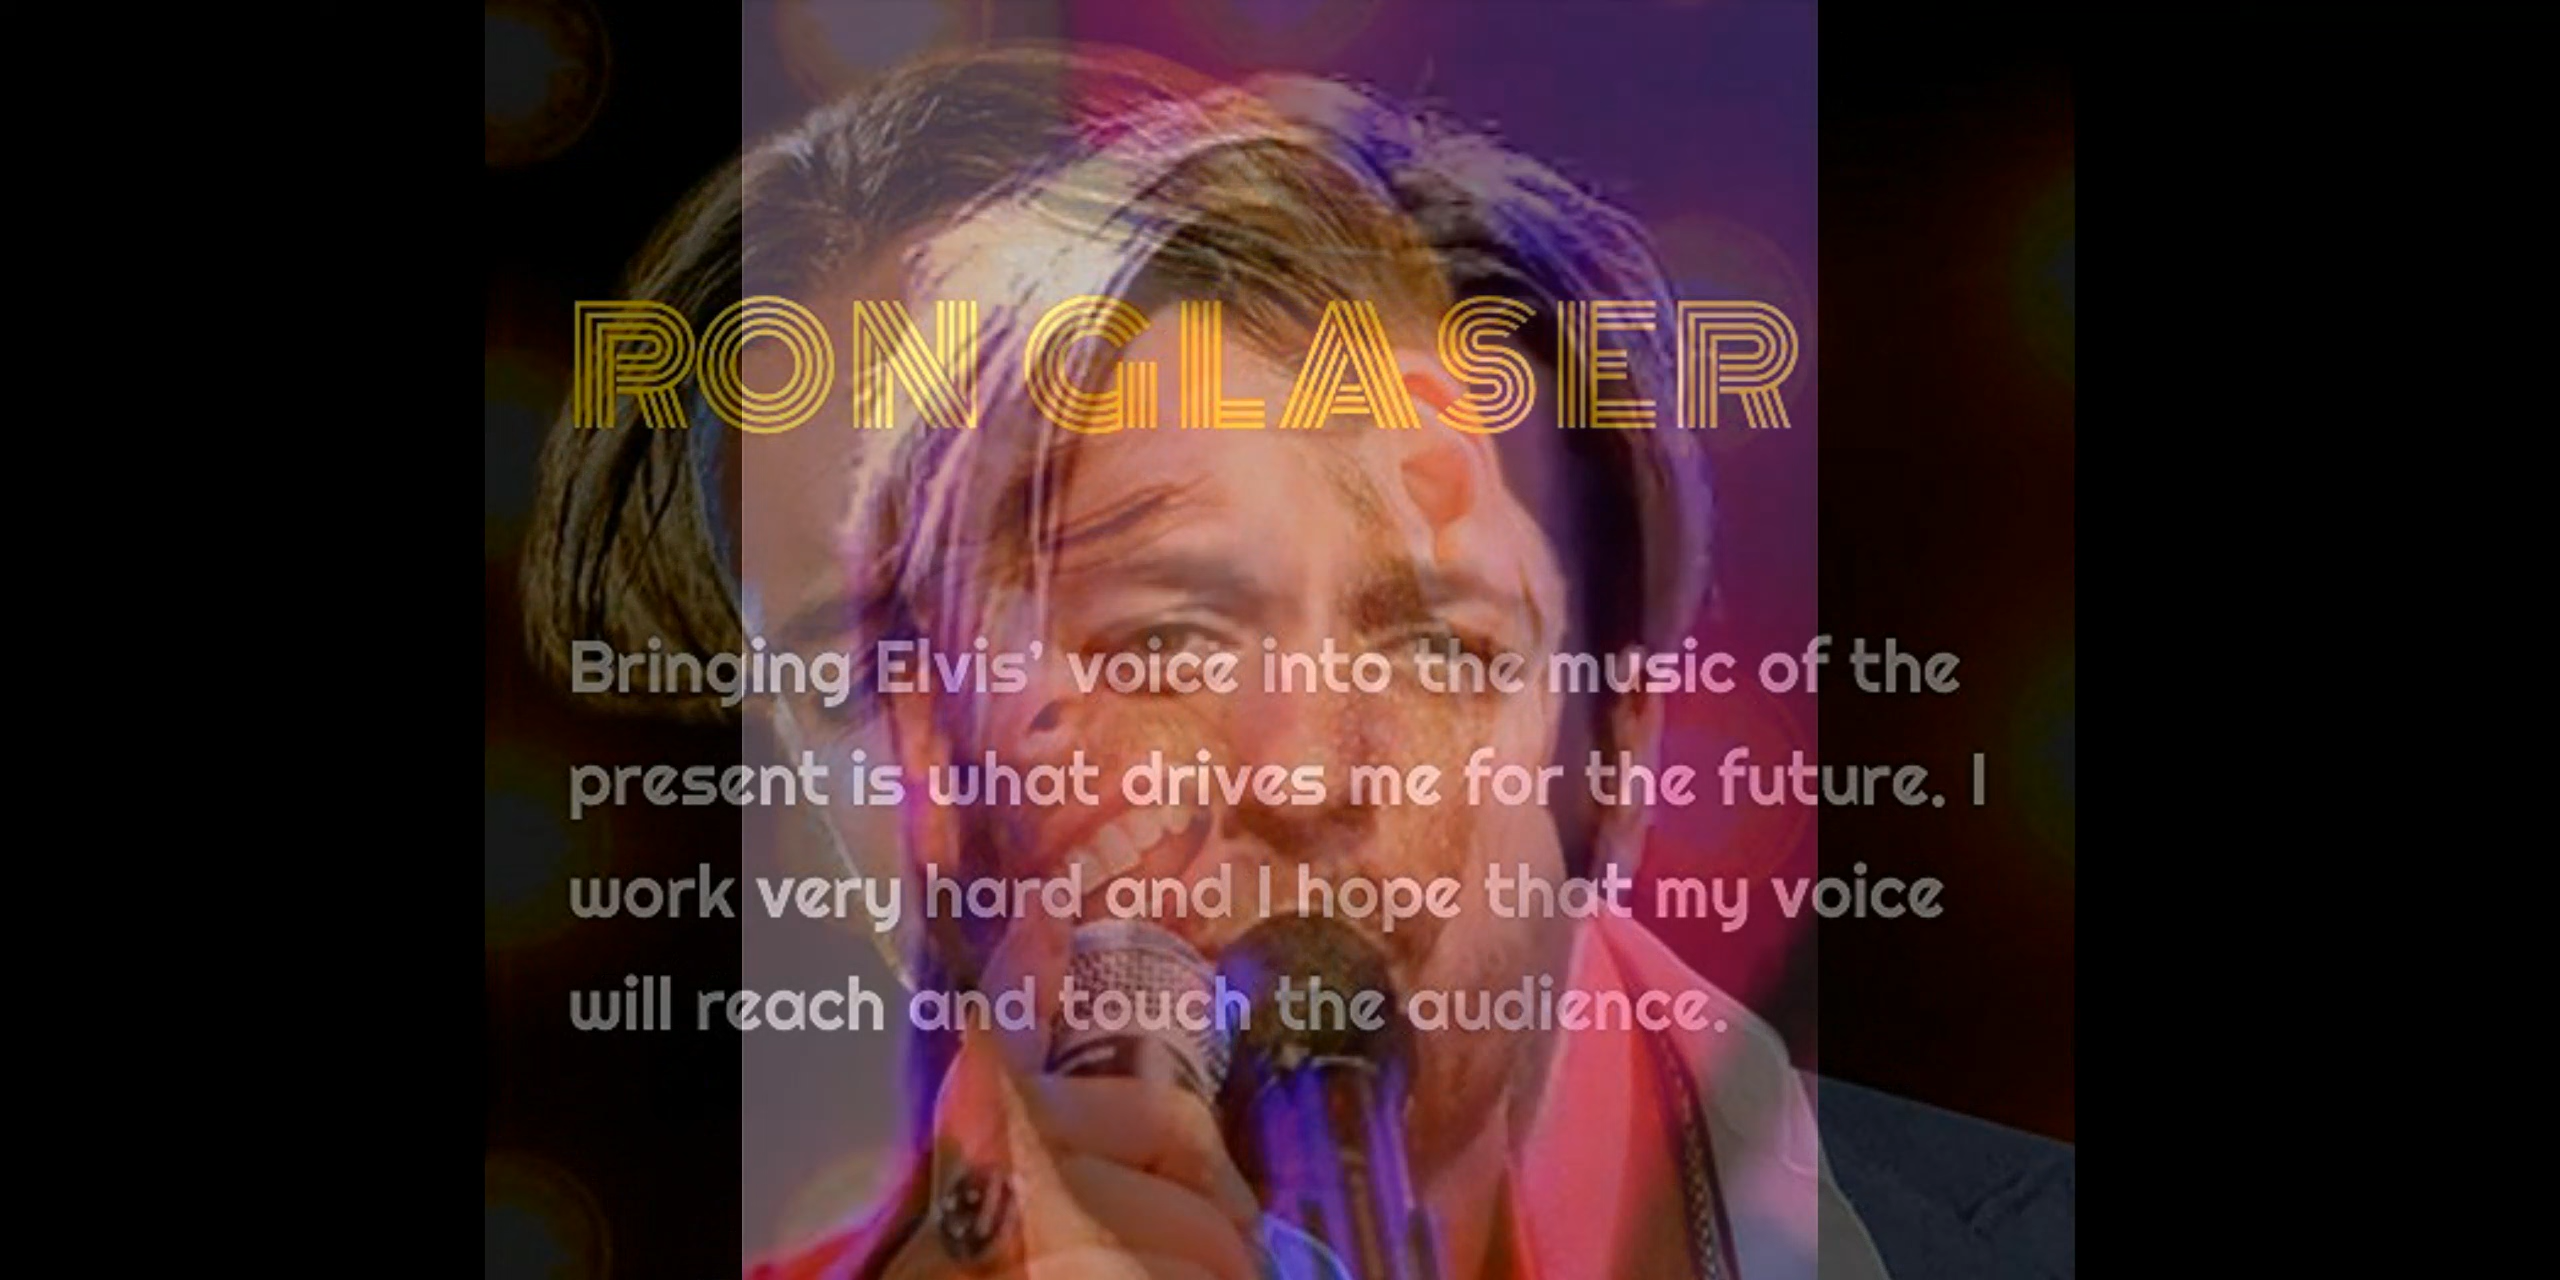 RON GLASER
Bringing Elvis’ voice into the music of the
present is what drives me for the future. I
work very hard and I hope that my voice
will reach and touch the audience.